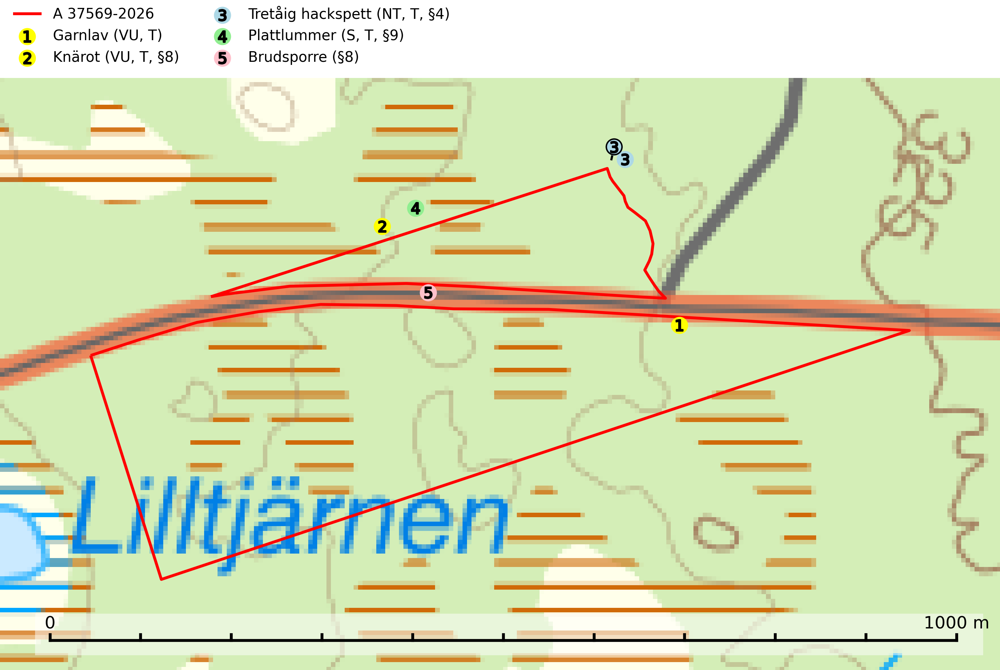 A 37569-2026
1 Garnlav (VU, T)
2 Knärot (VU, T, §8)
3 Tretåig hackspett (NT, T, §4)
4 Plattlummer (S, T, §9)
5 Brudsporre (§8)
3
3
4
2
5
1
Lilltjärnen
0 1000 m